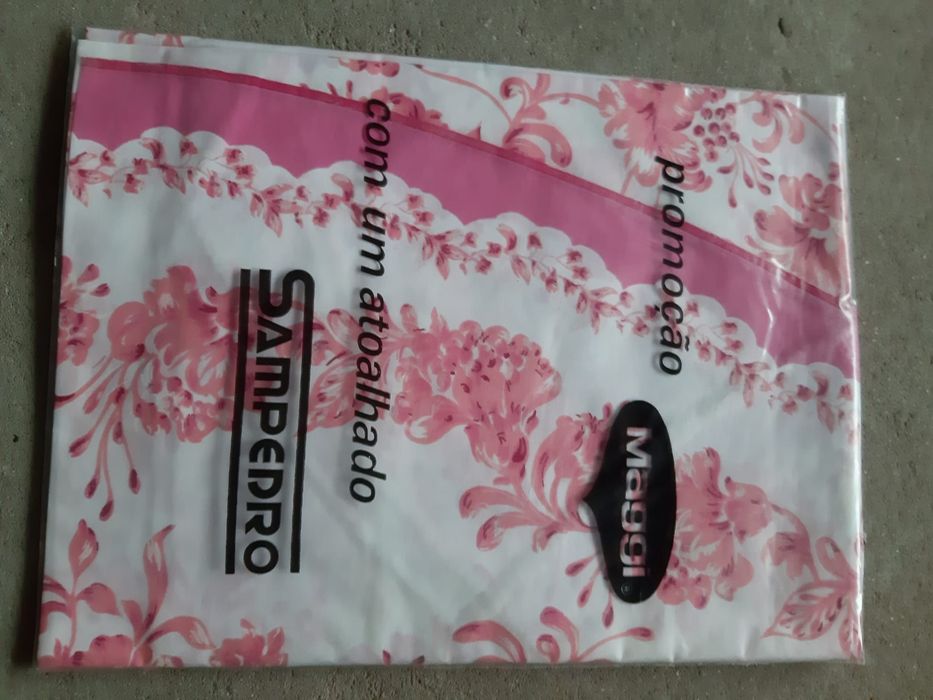 promoção
Maggi ®
com um atoalhado
SAMPEDRO